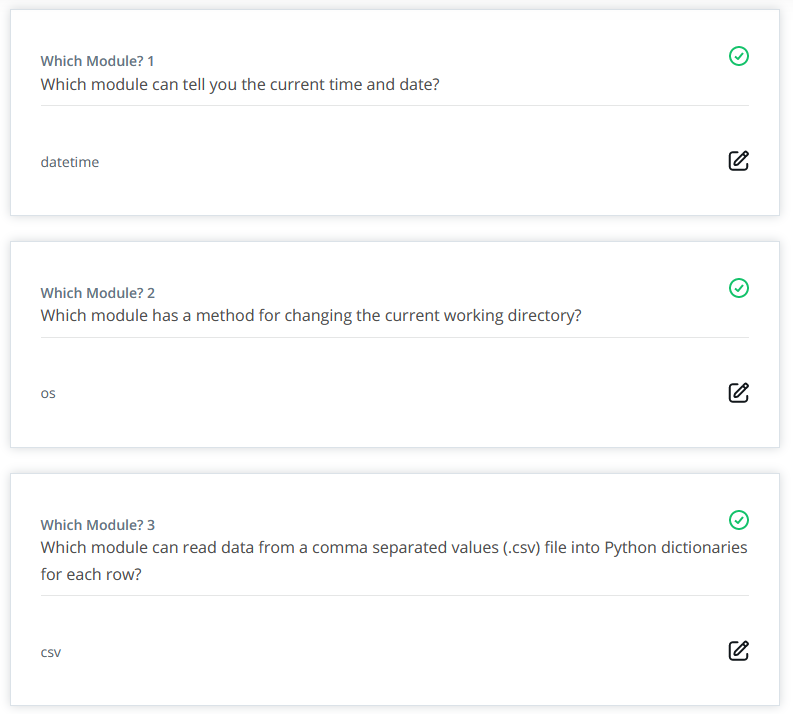 Which Module? 1
Which module can tell you the current time and date?
datetime
Which Module? 2
Which module has a method for changing the current working directory?
os
Which Module? 3
Which module can read data from a comma separated values (.csv) file into Python dictionaries
for each row?
csv